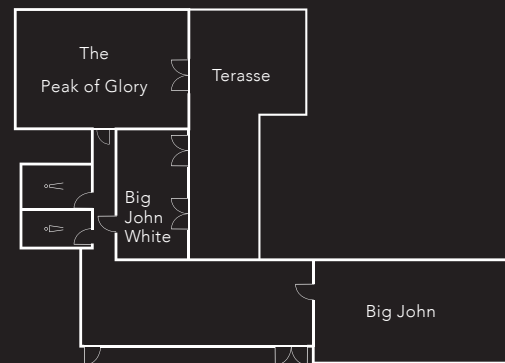 The
Peak of Glory
Terasse
Big
John
White
Big John